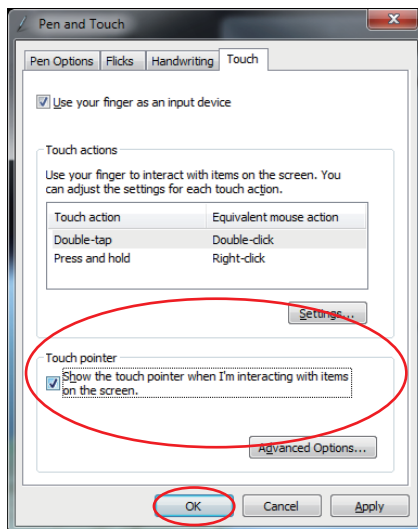 Pen and Touch
Pen Options Flicks Handwriting Touch
Use your finger as an input device
Touch actions
Use your finger to interact with items on the screen. You
can adjust the settings for each touch action.
Touch action Equivalent mouse action
Double-tap Double-click
Press and hold Right-click
Settings...
Touch pointer
Show the touch pointer when I'm interacting with items
on the screen.
Advanced Options...
OK Cancel Apply